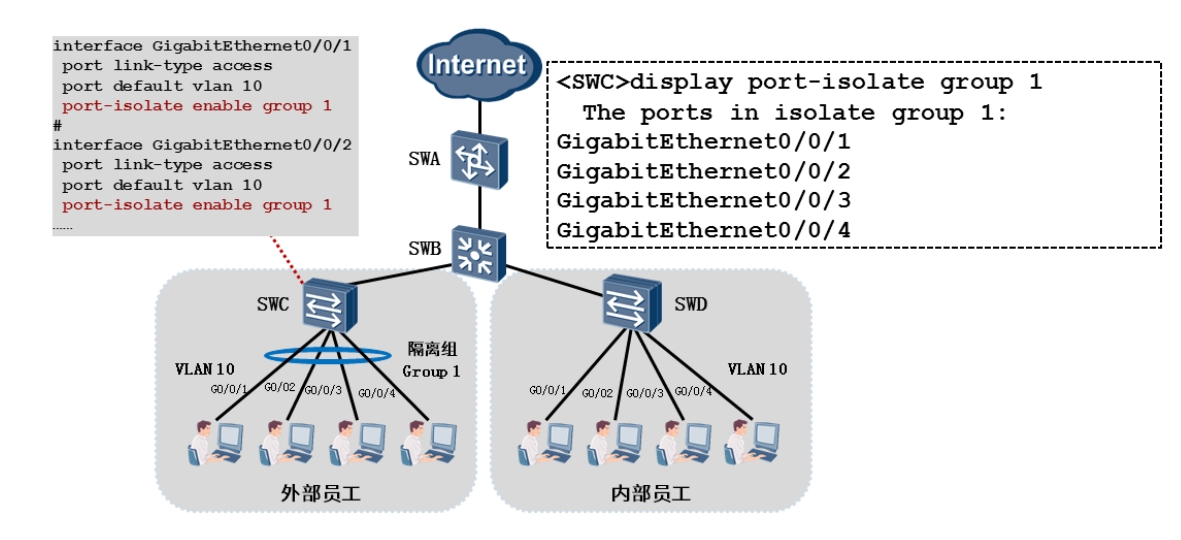 interface GigabitEthernet0/0/1
port link-type access
port default vlan 10
port-isolate enable group 1
#
interface GigabitEthernet0/0/2
port link-type access
port default vlan 10
port-isolate enable group 1
......
Internet
<SWC>display port-isolate group 1
The ports in isolate group 1:
GigabitEthernet0/0/1
GigabitEthernet0/0/2
GigabitEthernet0/0/3
GigabitEthernet0/0/4
SWA
SWB
SWC
SWD
隔离组
Group 1
VLAN 10
G0/0/1
G0/02
G0/0/3
G0/0/4
外部员工
VLAN 10
G0/0/1
G0/02
G0/0/3
G0/0/4
内部员工